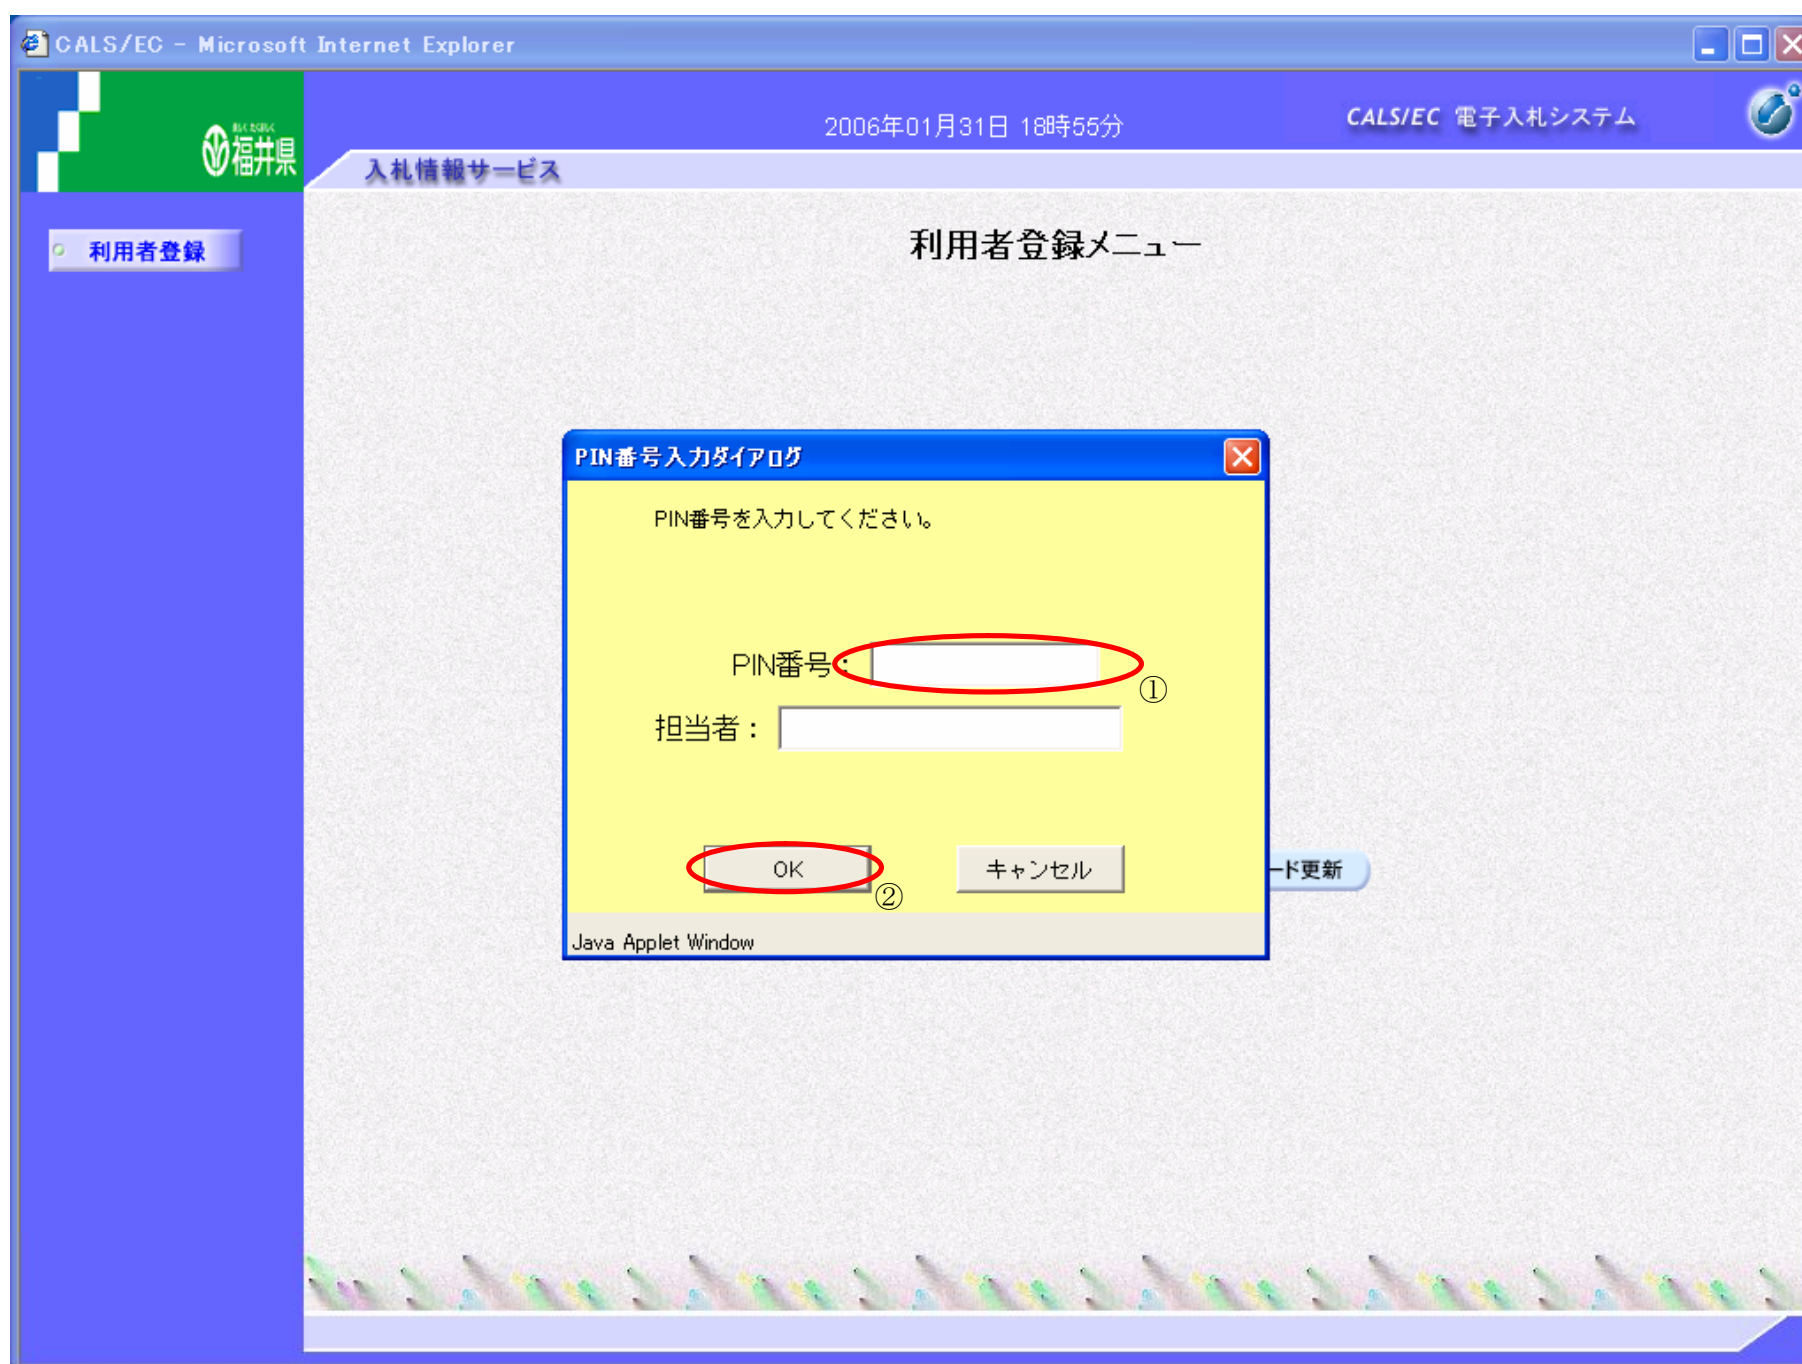 CALS/EC - Microsoft Internet Explorer
福井県
2006年01月31日 18時55分
CALS/EC 電子入札システム
入札情報サービス
利用者登録
利用者登録メニュー
PIN番号入力ダイアログ
PIN番号を入力してください。
PIN番号：
①
担当者：
OK
②
キャンセル
ード更新
Java Applet Window